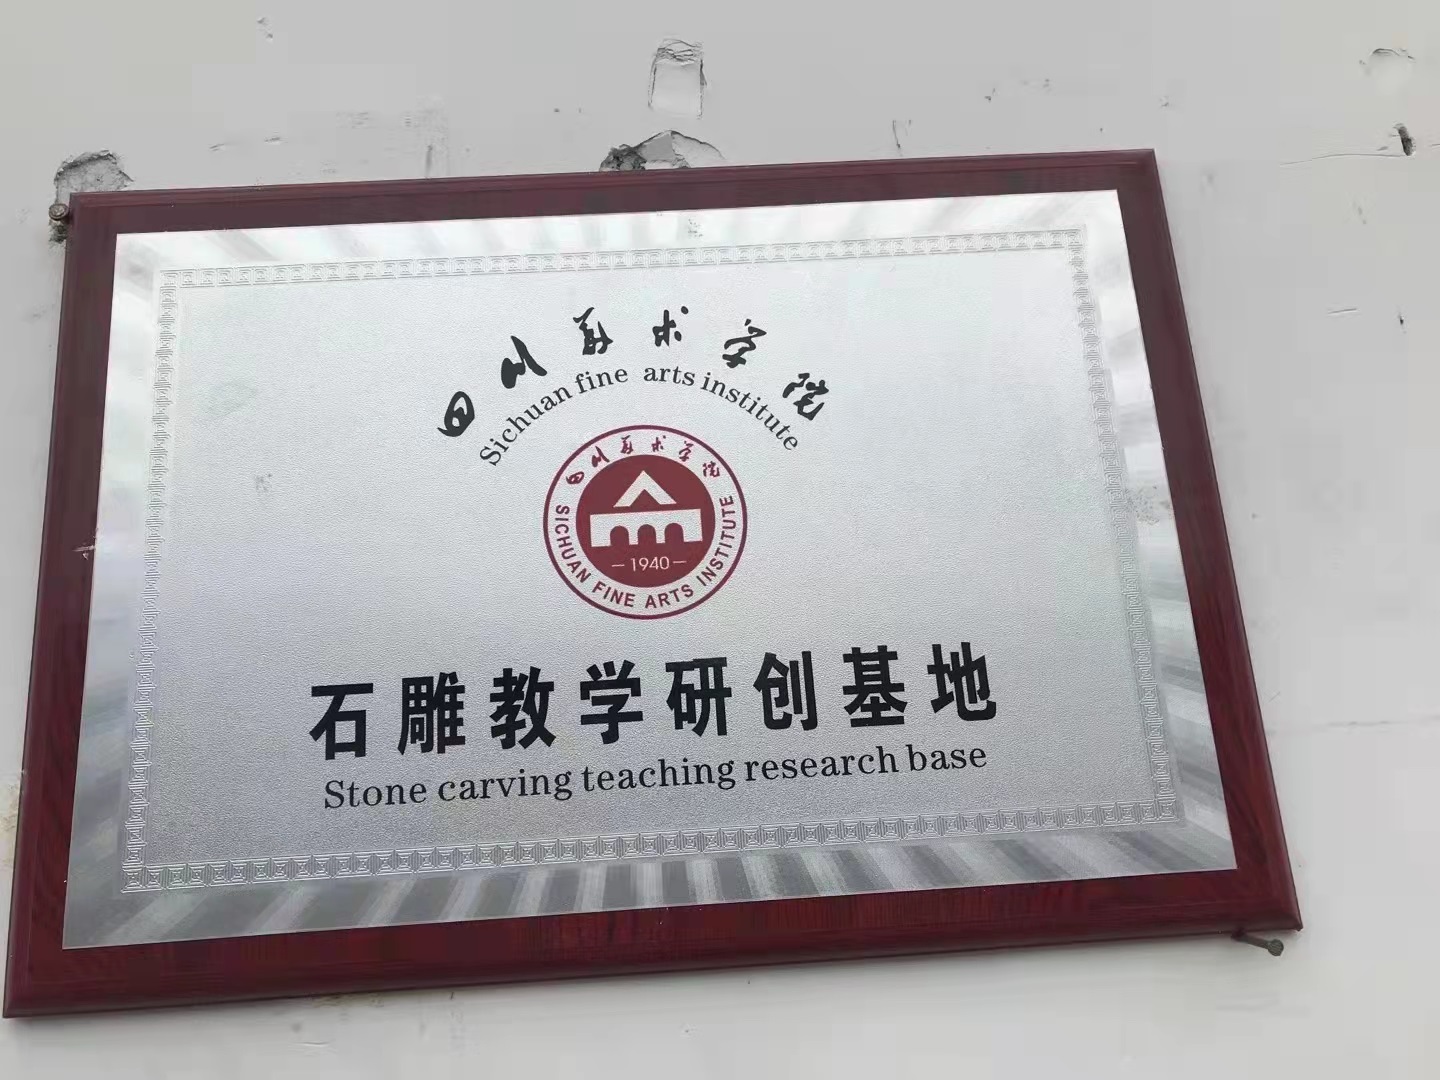 四川美术学院
Sichuan fine arts institute
四川美术学院
1940
SICHUAN FINE ARTS INSTITUTE
石雕教学研创基地
Stone carving teaching research base